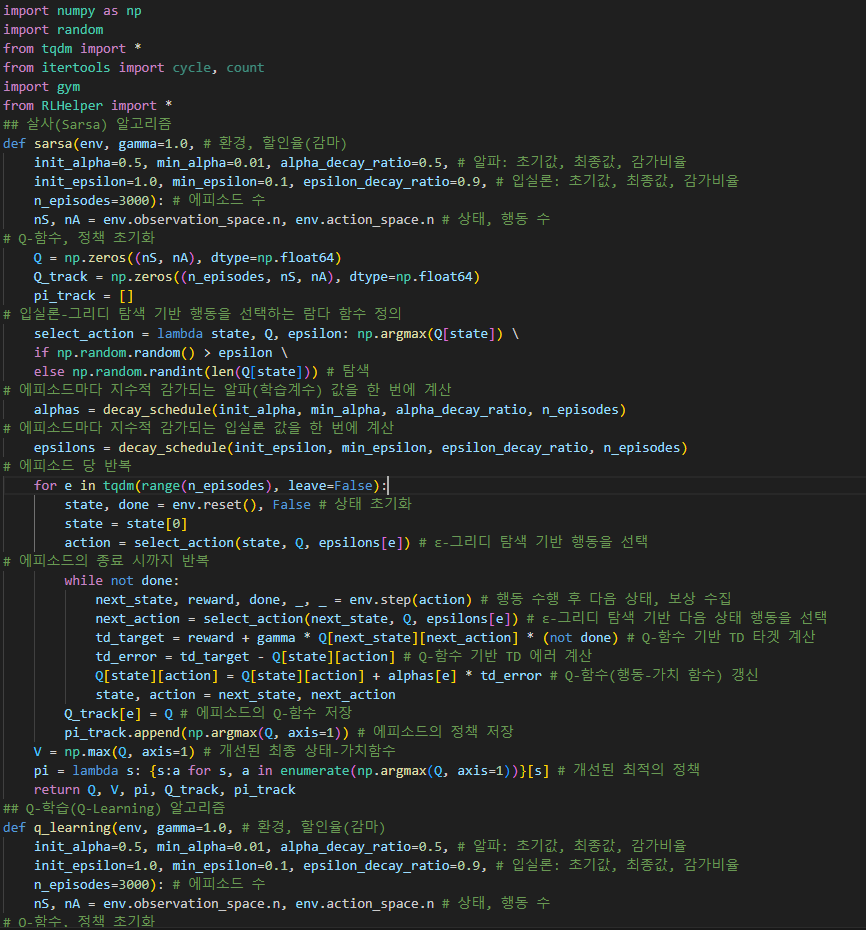 import numpy as np
import random
from tqdm import *
from itertools import cycle, count
import gym
from RLHelper import *
## 살사(Sarsa) 알고리즘
def sarsa(env, gamma=1.0, # 환경, 할인율(감마)
    init_alpha=0.5, min_alpha=0.01, alpha_decay_ratio=0.5, # 알파: 초기값, 최종값, 감가비율
    init_epsilon=1.0, min_epsilon=0.1, epsilon_decay_ratio=0.9, # 입실론: 초기값, 최종값, 감가비율
    n_episodes=3000): # 에피소드 수
    nS, nA = env.observation_space.n, env.action_space.n # 상태, 행동 수
# Q-함수, 정책 초기화
    Q = np.zeros((nS, nA), dtype=np.float64)
    Q_track = np.zeros((n_episodes, nS, nA), dtype=np.float64)
    pi_track = []
# 입실론-그리디 탐색 기반 행동을 선택하는 람다 함수 정의
    select_action = lambda state, Q, epsilon: np.argmax(Q[state]) \
    if np.random.random() > epsilon \
    else np.random.randint(len(Q[state])) # 탐색
# 에피소드마다 지수적 감가되는 알파(학습계수) 값을 한 번에 계산
    alphas = decay_schedule(init_alpha, min_alpha, alpha_decay_ratio, n_episodes)
# 에피소드마다 지수적 감가되는 입실론 값을 한 번에 계산
    epsilons = decay_schedule(init_epsilon, min_epsilon, epsilon_decay_ratio, n_episodes)
# 에피소드 당 반복
    for e in tqdm(range(n_episodes), leave=False):
        state, done = env.reset(), False # 상태 초기화
        state = state[0]
        action = select_action(state, Q, epsilons[e]) # ε-그리디 탐색 기반 행동을 선택
# 에피소드의 종료 시까지 반복
        while not done:
            next_state, reward, done, _, _ = env.step(action) # 행동 수행 후 다음 상태, 보상 수집
            next_action = select_action(next_state, Q, epsilons[e]) # ε-그리디 탐색 기반 다음 상태 행동을 선택
            td_target = reward + gamma * Q[next_state][next_action] * (not done) # Q-함수 기반 TD 타겟 계산
            td_error = td_target - Q[state][action] # Q-함수 기반 TD 에러 계산
            Q[state][action] = Q[state][action] + alphas[e] * td_error # Q-함수(행동-가치 함수) 갱신
            state, action = next_state, next_action
        Q_track[e] = Q # 에피소드의 Q-함수 저장
        pi_track.append(np.argmax(Q, axis=1)) # 에피소드의 정책 저장
    V = np.max(Q, axis=1) # 개선된 최종 상태-가치함수
    pi = lambda s: {s:a for s, a in enumerate(np.argmax(Q, axis=1))}[s] # 개선된 최적의 정책
    return Q, V, pi, Q_track, pi_track
## Q-학습(Q-Learning) 알고리즘
def q_learning(env, gamma=1.0, # 환경, 할인율(감마)
    init_alpha=0.5, min_alpha=0.01, alpha_decay_ratio=0.5, # 알파: 초기값, 최종값, 감가비율
    init_epsilon=1.0, min_epsilon=0.1, epsilon_decay_ratio=0.9, # 입실론: 초기값, 최종값, 감가비율
    n_episodes=3000): # 에피소드 수
    nS, nA = env.observation_space.n, env.action_space.n # 상태, 행동 수
# Q-함수, 정책 초기화